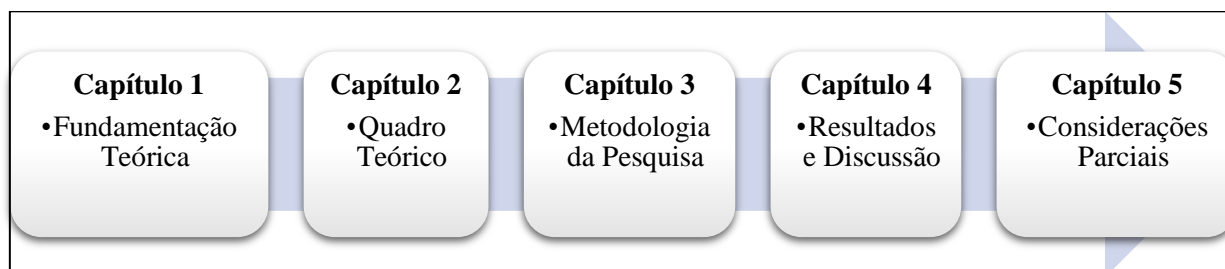 Capítulo 1
•Fundamentação
Teórica
Capítulo 2
•Quadro
Teórico
Capítulo 3
•Metodologia
da Pesquisa
Capítulo 4
•Resultados
e Discussão
Capítulo 5
•Considerações
Parciais